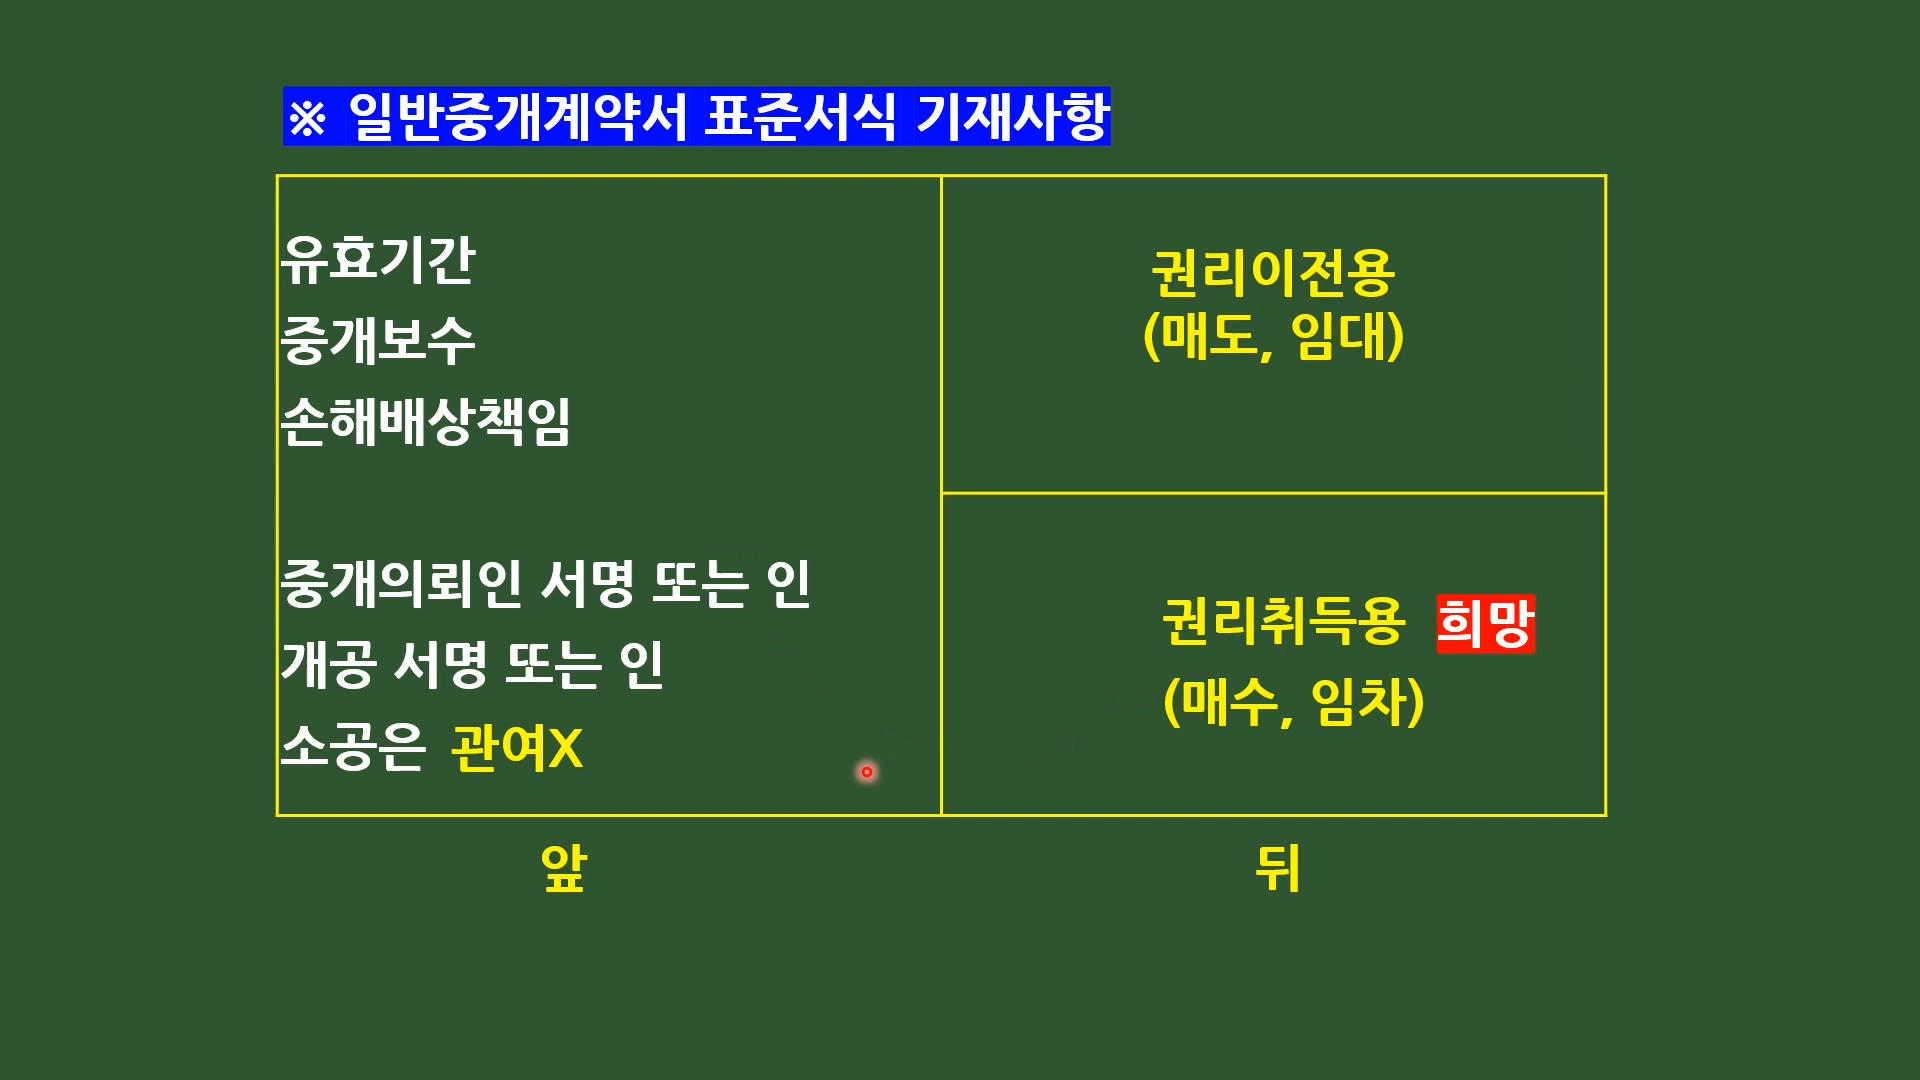 ※ 일반중개계약서 표준서식 기재사항
유효기간
중개보수
손해배상책임
중개의뢰인 서명 또는 인
개공 서명 또는 인
소공은 관여X
앞
권리이전용
(매도, 임대)
권리취득용 희망
(매수, 임차)
뒤